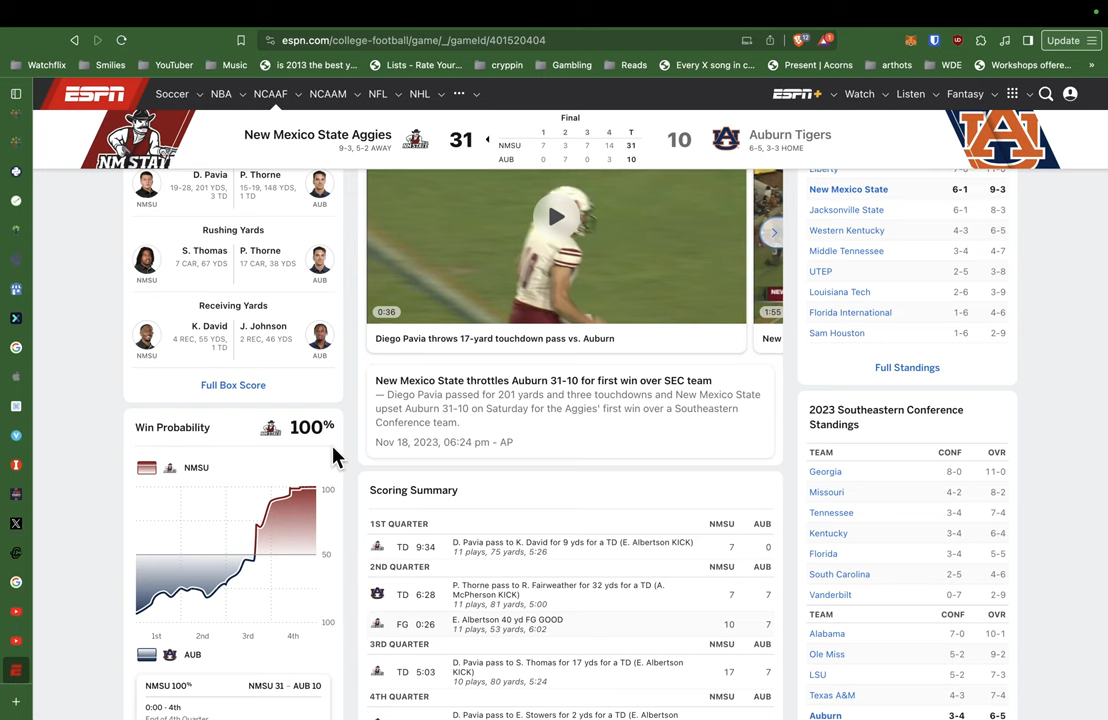 espn.com/college-football/game/_/gameId/401520404
12
1
Update
Watchflix
Smilies
YouTuber
Music
is 2013 the best y...
Lists - Rate Your...
cryppin
Gambling
Reads
Every X song in c...
Present | Acorns
arthots
WDE
Workshops offere...
»
ESPN
Soccer
NBA
NCAAF
NCAAM
NFL
NHL
ESPN+
Watch
Listen
Fantasy
NM STATE
New Mexico State Aggies
9-3, 5-2 AWAY
31
Final
1 2 3 4 T
NMSU 7 3 7 14 31
AUB 0 7 0 3 10
10
Auburn Tigers
6-5, 3-3 HOME
D. Pavia
19-28, 201 YDS,
3 TD
NMSU
P. Thorne
15-19, 148 YDS,
1 TD
AUB
Rushing Yards
S. Thomas
7 CAR, 67 YDS
NMSU
P. Thorne
17 CAR, 38 YDS
AUB
Receiving Yards
K. David
4 REC, 55 YDS,
1 TD
NMSU
J. Johnson
2 REC, 46 YDS
AUB
Full Box Score
Win Probability
100%
NMSU
100
50
100
1st 2nd 3rd 4th
AUB
NMSU 100% NMSU 31 - AUB 10
0:00 - 4th
End of 4th Quarter
0:36
Diego Pavia throws 17-yard touchdown pass vs. Auburn
1:55
New
New Mexico State throttles Auburn 31-10 for first win over SEC team
— Diego Pavia passed for 201 yards and three touchdowns and New Mexico State
upset Auburn 31-10 on Saturday for the Aggies' first win over a Southeastern
Conference team.
Nov 18, 2023, 06:24 pm - AP
Scoring Summary
1ST QUARTER NMSU AUB
TD 9:34 D. Pavia pass to K. David for 9 yds for a TD (E. Albertson KICK) 7 0
11 plays, 75 yards, 5:26
2ND QUARTER NMSU AUB
TD 6:28 P. Thorne pass to R. Fairweather for 32 yds for a TD (A.
McPherson KICK) 7 7
11 plays, 81 yards, 5:00
FG 0:26 E. Albertson 40 yd FG GOOD 10 7
11 plays, 53 yards, 6:02
3RD QUARTER NMSU AUB
TD 5:03 D. Pavia pass to S. Thomas for 17 yds for a TD (E. Albertson
KICK) 17 7
10 plays, 80 yards, 5:24
4TH QUARTER NMSU AUB
D. Pavia pass to E. Stowers for 2 yds for a TD (E. Albertson
Liberty
New Mexico State 6-1 9-3
Jacksonville State 6-1 8-3
Western Kentucky 4-3 6-5
Middle Tennessee 3-4 4-7
UTEP 2-5 3-8
Louisiana Tech 2-6 3-9
Florida International 1-6 4-6
Sam Houston 1-6 2-9
Full Standings
2023 Southeastern Conference
Standings
TEAM CONF OVR
Georgia 8-0 11-0
Missouri 4-2 8-2
Tennessee 3-4 7-4
Kentucky 3-4 6-4
Florida 3-4 5-5
South Carolina 2-5 4-6
Vanderbilt 0-7 2-9
TEAM CONF OVR
Alabama 7-0 10-1
Ole Miss 5-2 9-2
LSU 5-2 7-3
Texas A&M 4-3 7-4
Auburn 3-4 6-5